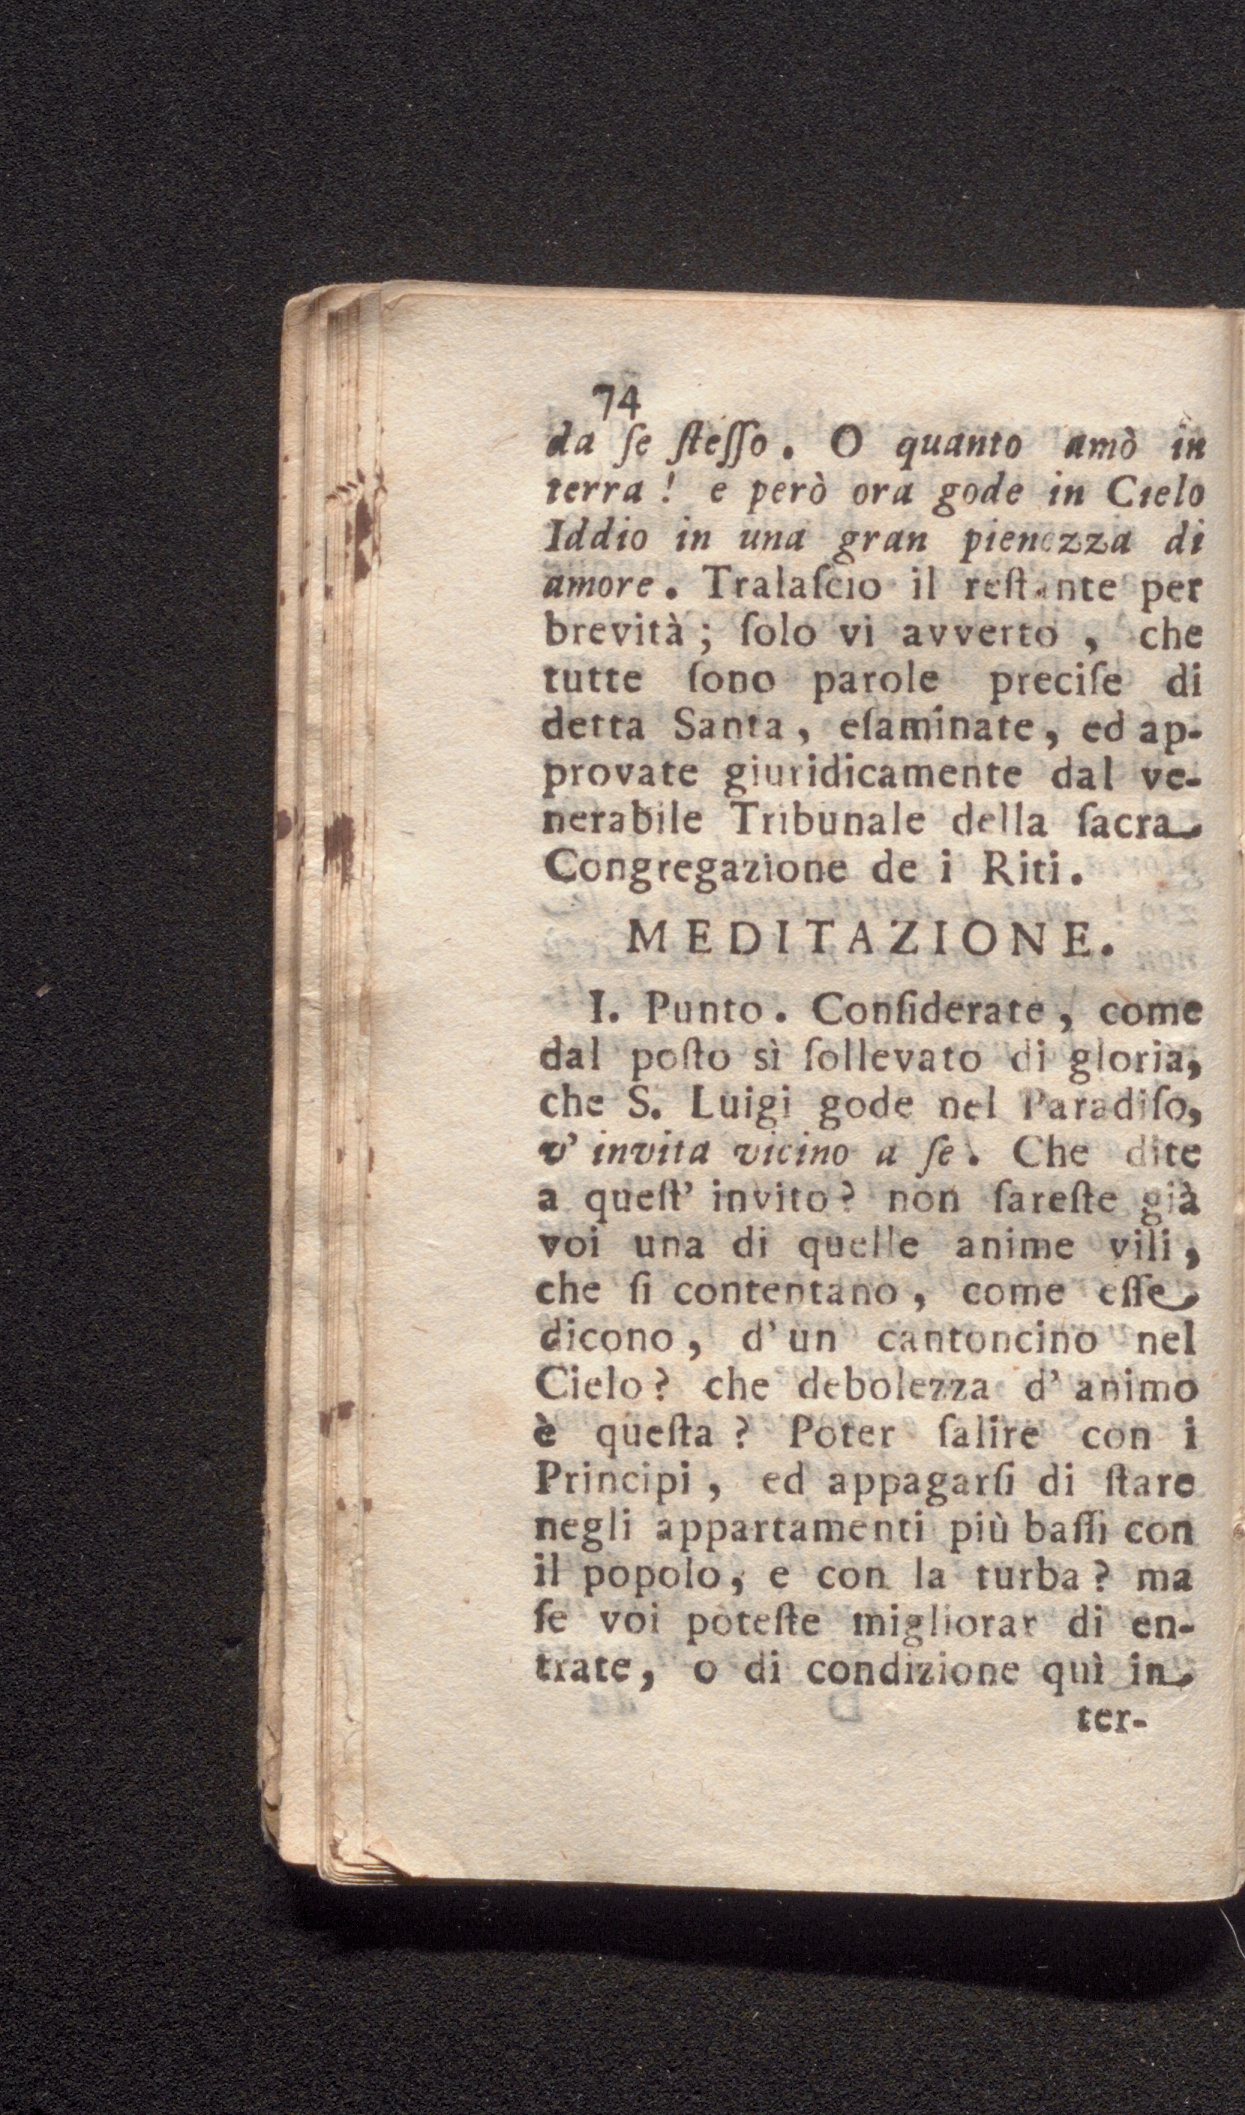 74
da ſe ſteſſo. O quanto amò in
terra! e però ora gode in Cielo
Iddio in una gran pienezza di
amore. Tralaſcio il reſtante per
brevità; ſolo vi avverto, che
tutte ſono parole preciſe di
detta Santa, eſaminate, ed ap-
provate giuridicamente dal ve-
nerabile Tribunale della ſacra
Congregazione de i Riti.
MEDITAZIONE.
I. Punto. Conſiderate, come
dal poſto sì ſollevato di gloria,
che S. Luigi gode nel Paradiſo,
v' invita vicino a ſe. Che dite
a queſt' invito? non ſareſte già
voi una di quelle anime vili,
che ſi contentano, come eſſe
dicono, d'un cantoncino nel
Cielo? che debolezza d' animo
è queſta? Poter ſalire con i
Principi, ed appagarſi di ſtare
negli appartamenti più baſſi con
il popolo, e con la turba? ma
ſe voi poteſte migliorar di en-
trate, o di condizione quì in
ter-